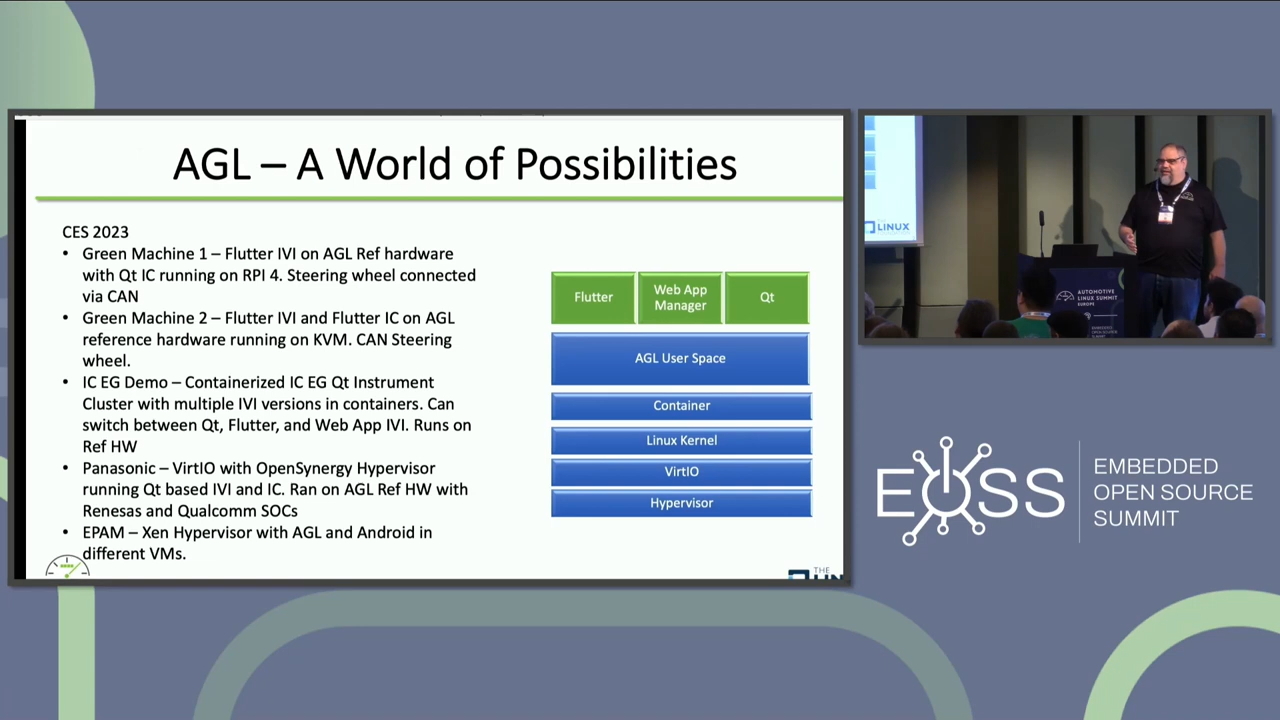 AGL – A World of Possibilities
CES 2023
• Green Machine 1 – Flutter IVI on AGL Ref hardware
with Qt IC running on RPI 4. Steering wheel connected
via CAN
• Green Machine 2 – Flutter IVI and Flutter IC on AGL
reference hardware running on KVM. CAN Steering
wheel.
• IC EG Demo – Containerized IC EG Qt Instrument
Cluster with multiple IVI versions in containers. Can
switch between Qt, Flutter, and Web App IVI. Runs on
Ref HW
• Panasonic – VirtIO with OpenSynergy Hypervisor
running Qt based IVI and IC. Ran on AGL Ref HW with
Renesas and Qualcomm SOCs
• EPAM – Xen Hypervisor with AGL and Android in
different VMs.
Flutter
Web App
Manager
Qt
AGL User Space
Container
Linux Kernel
VirtIO
Hypervisor
THE
LINUX
AUTOMOTIVE
LINUX SUMMIT
EUROPE
EMBEDDED
OPEN SOURCE
SUMMIT
EOSS
EMBEDDED
OPEN SOURCE
SUMMIT